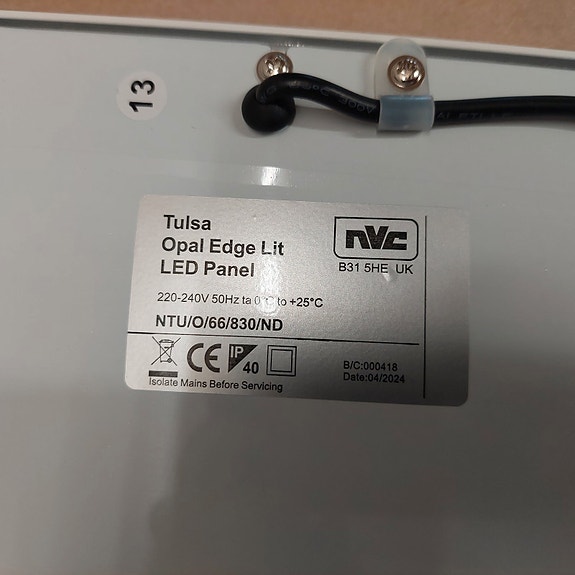 13
Tulsa
Opal Edge Lit
LED Panel
nvc
B31 5HE UK
220-240V 50Hz ta 0°C to +25°C
NTU/O/66/830/ND
CE IP 40
Isolate Mains Before Servicing
B/C:000418
Date:04/2024